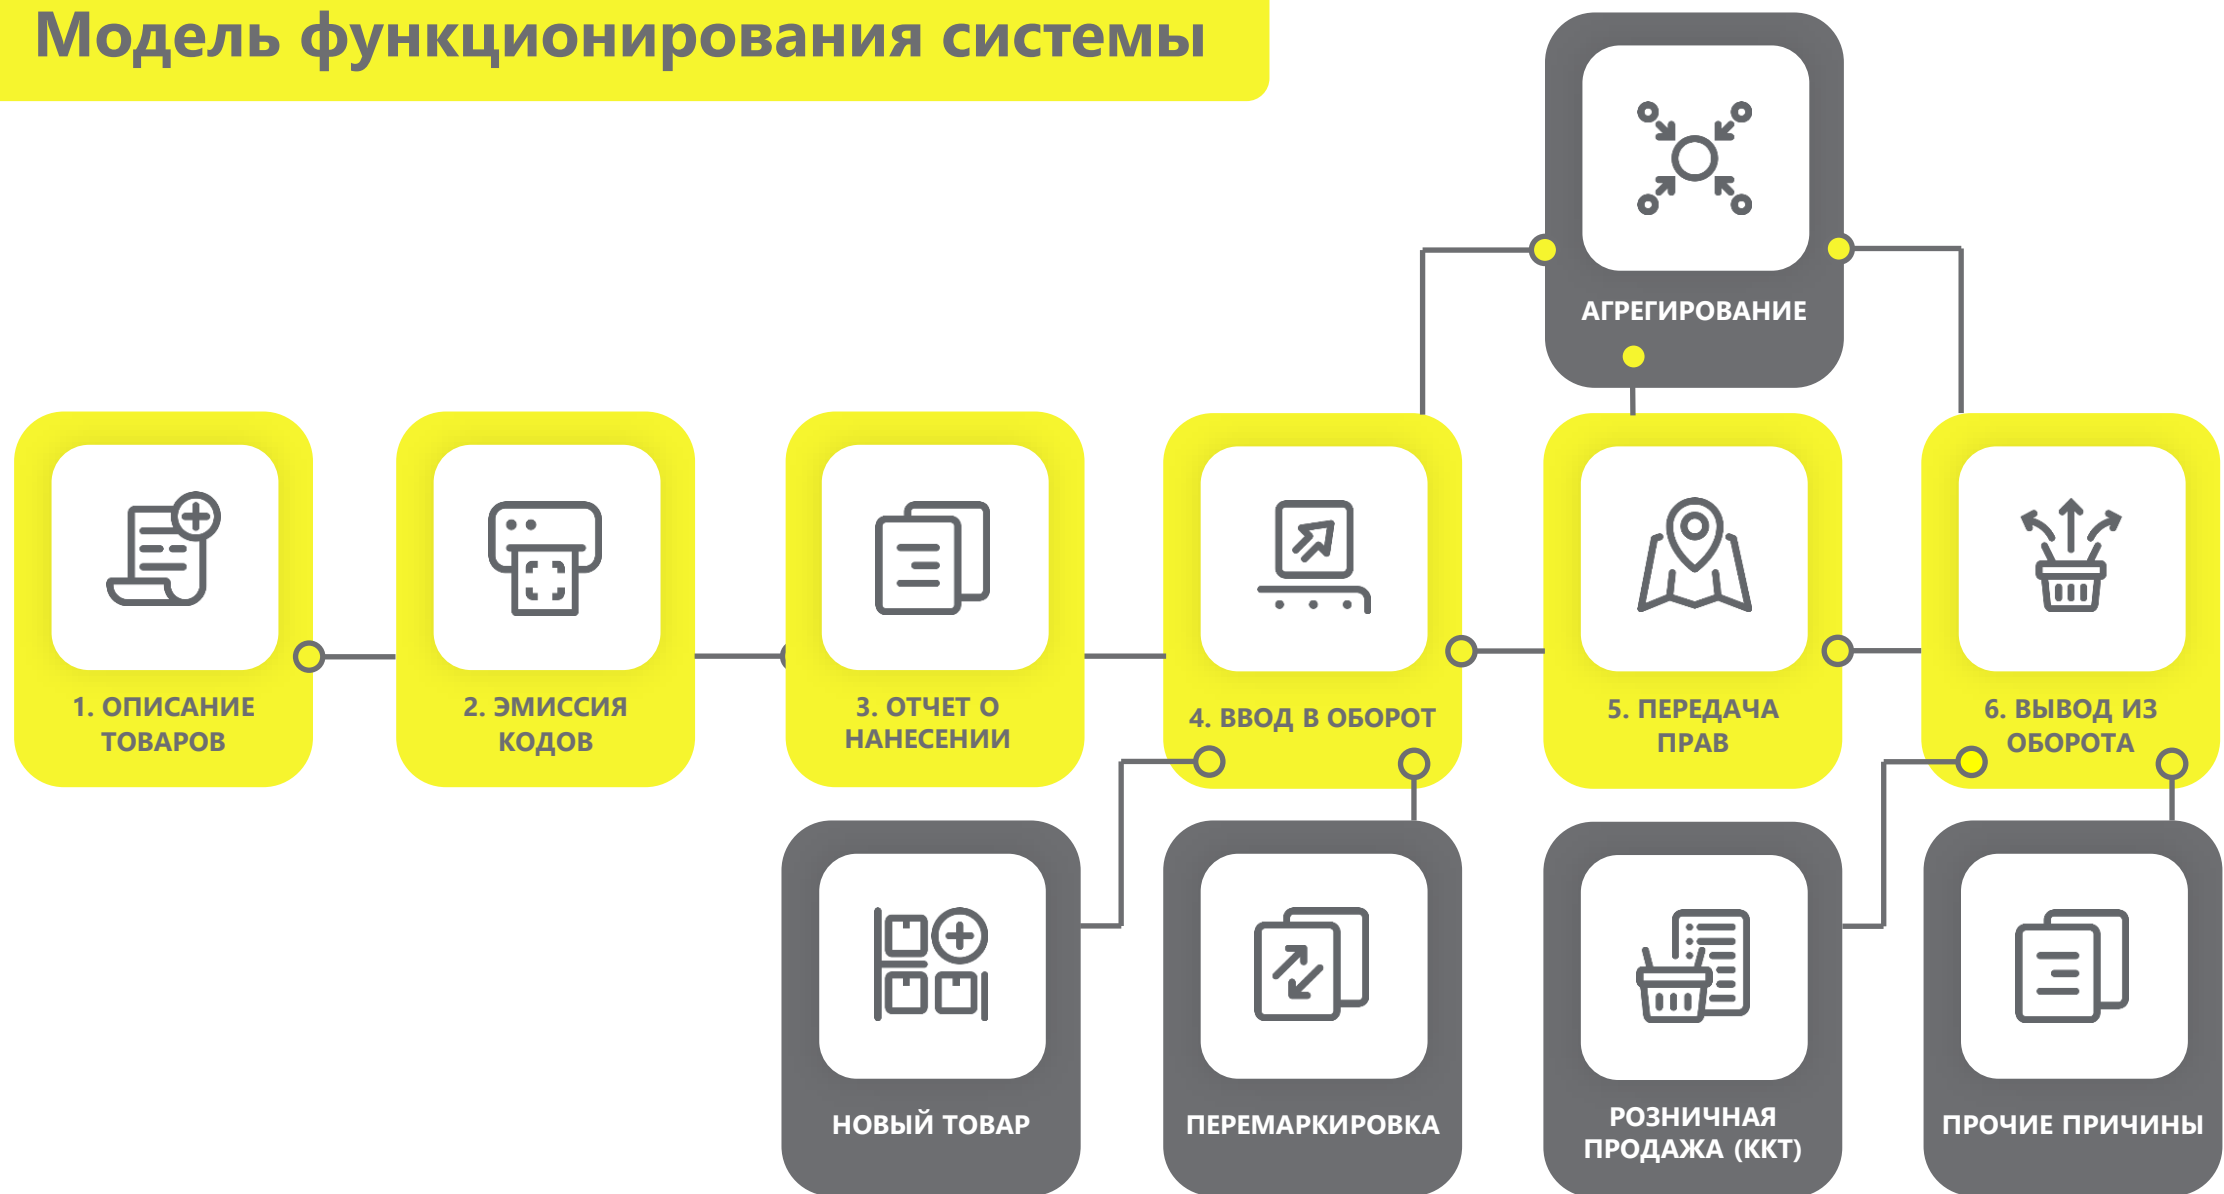 Модель функционирования системы
АГРЕГИРОВАНИЕ
1. ОПИСАНИЕ
ТОВАРОВ
2. ЭМИССИЯ
КОДОВ
3. ОТЧЕТ О
НАНЕСЕНИИ
4. ВВОД В ОБОРОТ
5. ПЕРЕДАЧА
ПРАВ
6. ВЫВОД ИЗ
ОБОРОТА
НОВЫЙ ТОВАР
ПЕРЕМАРКИРОВКА
РОЗНИЧНАЯ
ПРОДАЖА (ККТ)
ПРОЧИЕ ПРИЧИНЫ